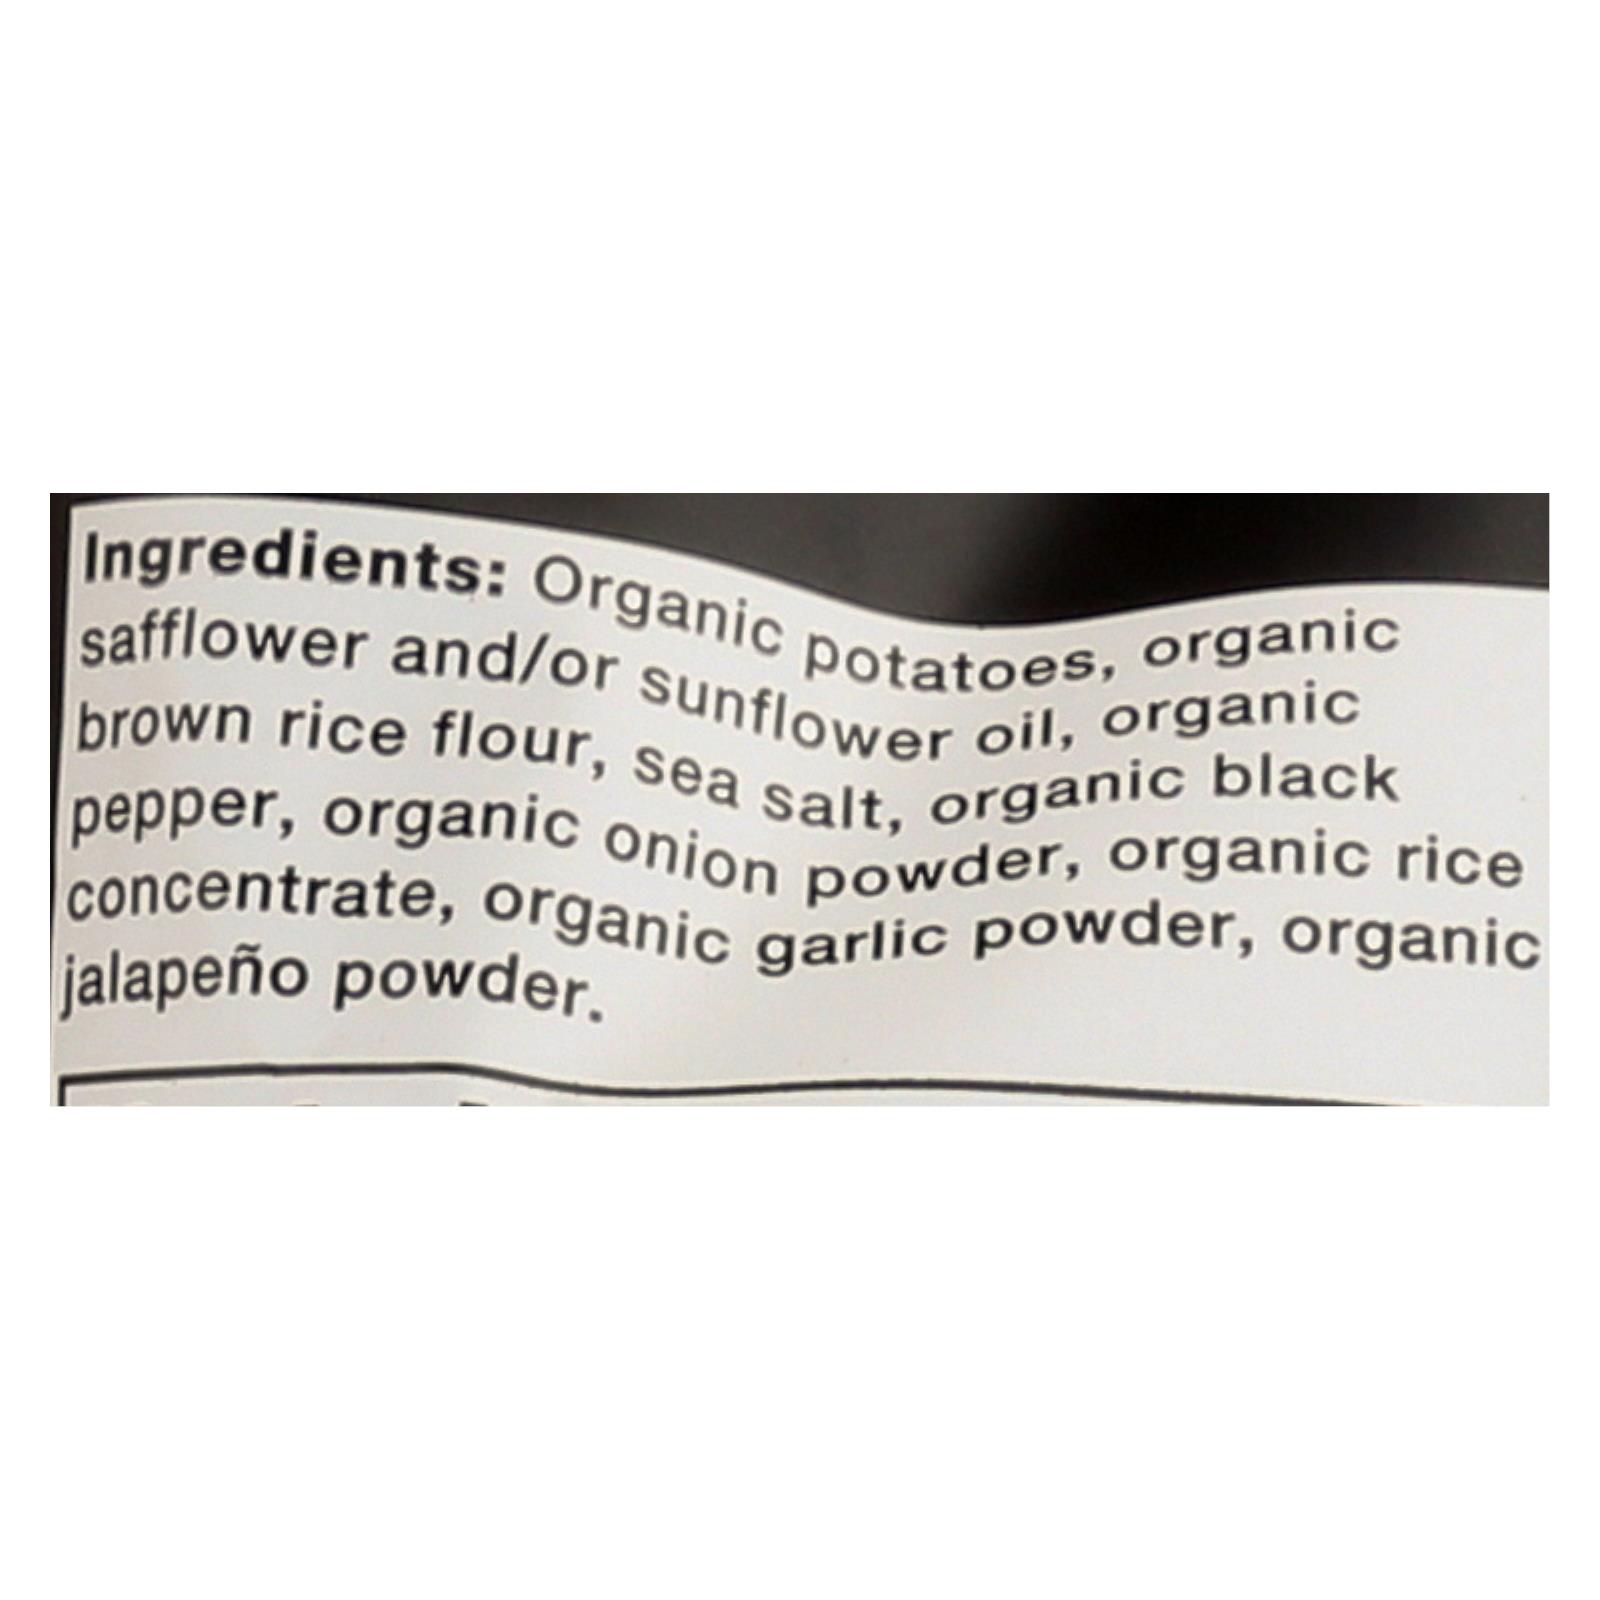 Ingredients: Organic potatoes, organic
safflower and/or sunflower oil, organic
brown rice flour, sea salt, organic black
pepper, organic onion powder, organic rice
concentrate, organic garlic powder, organic
jalapeño powder.